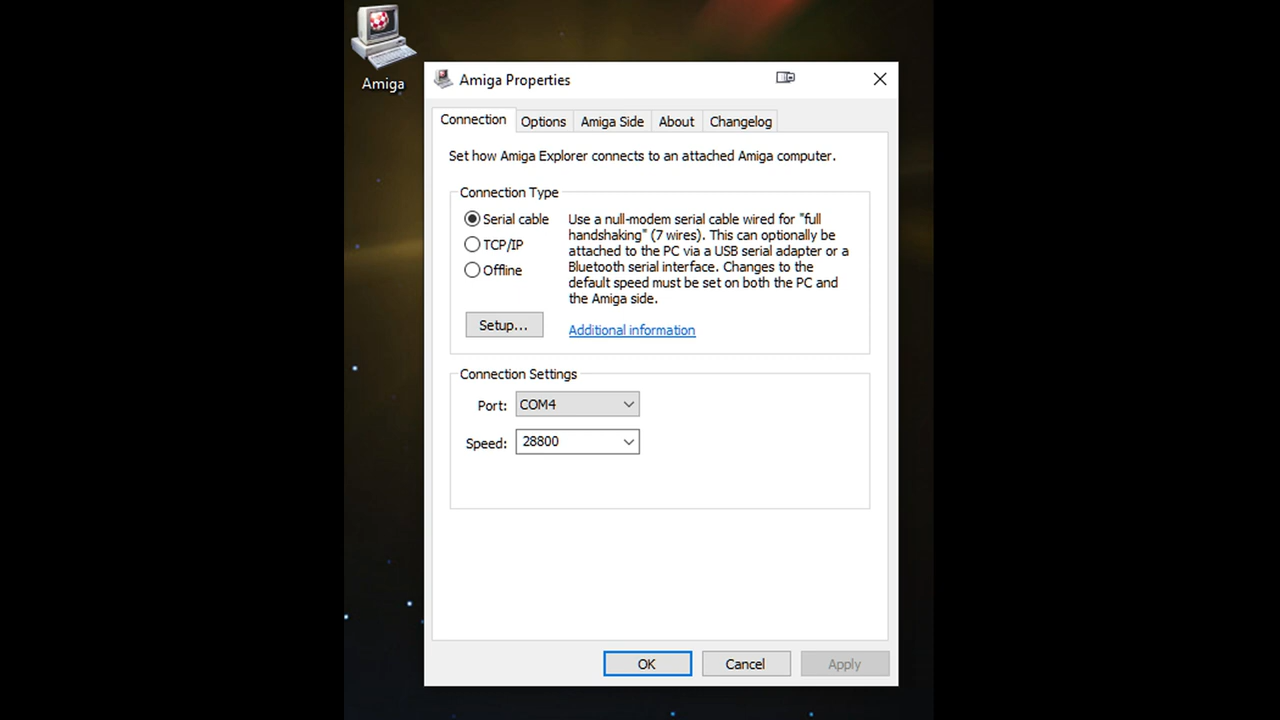 Amiga
Amiga Properties
Connection
Options
Amiga Side
About
Changelog
Set how Amiga Explorer connects to an attached Amiga computer.
Connection Type
Serial cable
TCP/IP
Offline
Use a null-modem serial cable wired for "full
handshaking" (7 wires). This can optionally be
attached to the PC via a USB serial adapter or a
Bluetooth serial interface. Changes to the
default speed must be set on both the PC and
the Amiga side.
Setup...
Additional information
Connection Settings
Port: COM4
Speed: 28800
OK
Cancel
Apply